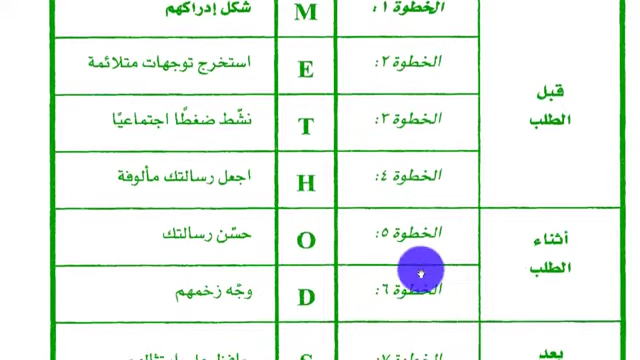 الخطوة ١: M شكل إدراكهم
قبل الطلب
الخطوة ٢: E استخرج توجهات متلائمة
الخطوة ٣: T نشّط ضغطًا اجتماعيًا
الخطوة ٤: H اجعل رسالتك مألوفة
أثناء الطلب
الخطوة ٥: O حسّن رسالتك
الخطوة ٦: D وجّه زخمهم
بعد
الخطوة ٧: S